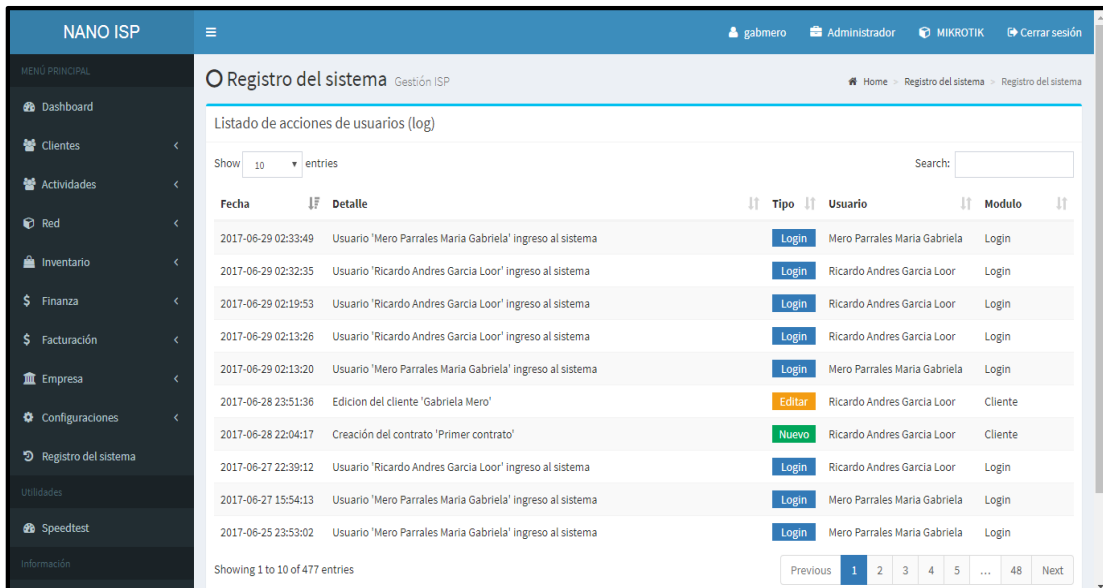 NANO ISP
gabmero Administrador MIKROTIK Cerrar sesión
MENÚ PRINCIPAL
Dashboard
Clientes
Actividades
Red
Inventario
Finanza
Facturación
Empresa
Configuraciones
Registro del sistema
Utilidades
Speedtest
Información
Registro del sistema Gestión ISP
Home > Registro del sistema > Registro del sistema
Listado de acciones de usuarios (log)
Show 10 entries Search:
Fecha Detalle Tipo Usuario Modulo
2017-06-29 02:33:49 Usuario 'Mero Parrales Maria Gabriela' ingreso al sistema Login Mero Parrales Maria Gabriela Login
2017-06-29 02:32:35 Usuario 'Ricardo Andres Garcia Loor' ingreso al sistema Login Ricardo Andres Garcia Loor Login
2017-06-29 02:19:53 Usuario 'Ricardo Andres Garcia Loor' ingreso al sistema Login Ricardo Andres Garcia Loor Login
2017-06-29 02:13:26 Usuario 'Ricardo Andres Garcia Loor' ingreso al sistema Login Ricardo Andres Garcia Loor Login
2017-06-29 02:13:20 Usuario 'Mero Parrales Maria Gabriela' ingreso al sistema Login Mero Parrales Maria Gabriela Login
2017-06-28 23:51:36 Edicion del cliente 'Gabriela Mero' Editar Ricardo Andres Garcia Loor Cliente
2017-06-28 22:04:17 Creación del contrato 'Primer contrato' Nuevo Ricardo Andres Garcia Loor Cliente
2017-06-27 22:39:12 Usuario 'Ricardo Andres Garcia Loor' ingreso al sistema Login Ricardo Andres Garcia Loor Login
2017-06-27 15:54:13 Usuario 'Mero Parrales Maria Gabriela' ingreso al sistema Login Mero Parrales Maria Gabriela Login
2017-06-25 23:53:02 Usuario 'Mero Parrales Maria Gabriela' ingreso al sistema Login Mero Parrales Maria Gabriela Login
Showing 1 to 10 of 477 entries
Previous 1 2 3 4 5 ... 48 Next